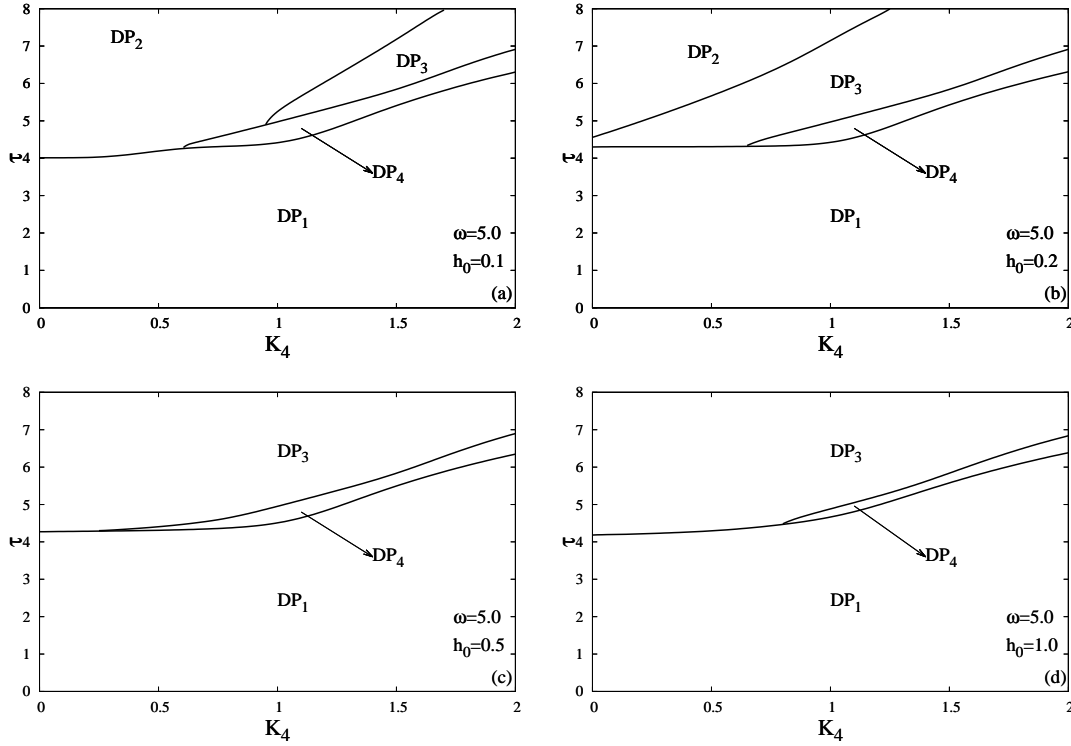 8
7
6
5
4
3
2
1
0
τ
DP₂
DP₃
DP₄
DP₁
ω=5.0
h₀=0.1
(a)
0 0.5 1 1.5 2
K₄
8
7
6
5
4
3
2
1
0
τ
DP₂
DP₃
DP₄
DP₁
ω=5.0
h₀=0.2
(b)
0 0.5 1 1.5 2
K₄
8
7
6
5
4
3
2
1
0
τ
DP₃
DP₄
DP₁
ω=5.0
h₀=0.5
(c)
0 0.5 1 1.5 2
K₄
8
7
6
5
4
3
2
1
0
τ
DP₃
DP₄
DP₁
ω=5.0
h₀=1.0
(d)
0 0.5 1 1.5 2
K₄